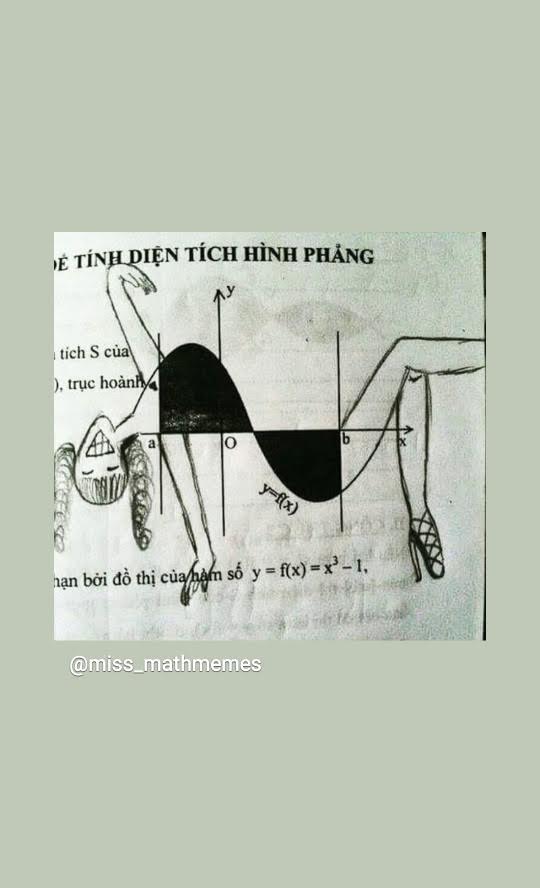 ĐỂ TÍNH DIỆN TÍCH HÌNH PHẲNG
y
tích S của
), trục hoành
a
O
b
x
y=f(x)
hạn bởi đồ thị của hàm số y = f(x) = x³ – 1,
@miss_mathmemes